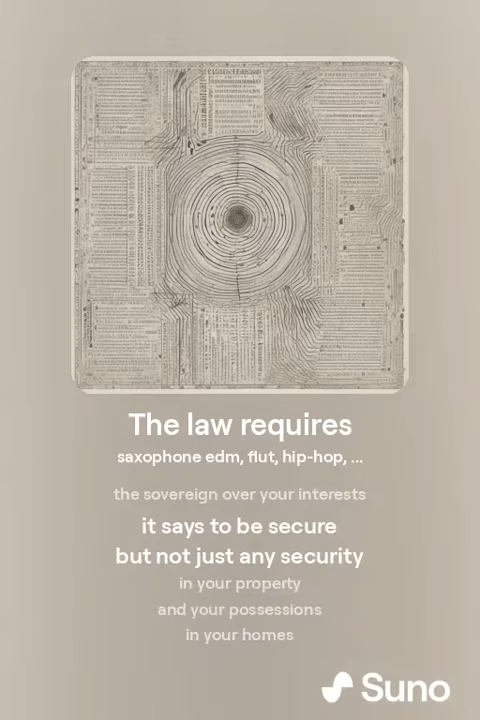 The law requires
saxophone edm, flut, hip-hop, ...
the sovereign over your interests
it says to be secure
but not just any security
in your property
and your possessions
in your homes
Suno